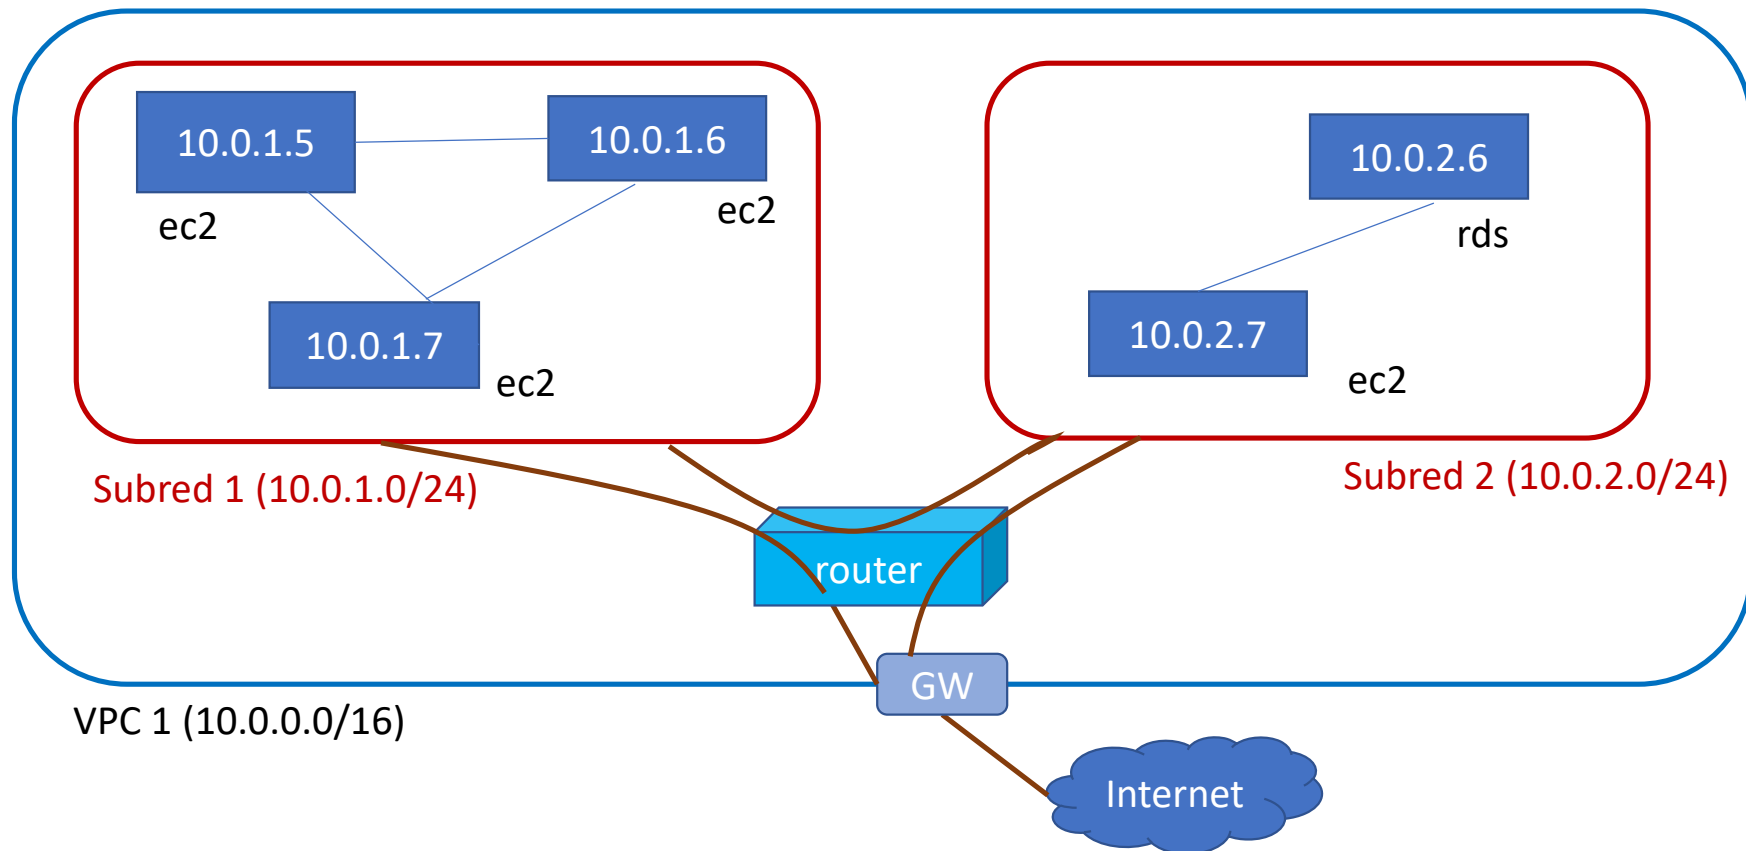 10.0.1.5
10.0.1.6
10.0.2.6
ec2
ec2
rds
10.0.1.7
10.0.2.7
ec2
ec2
Subred 1 (10.0.1.0/24)
Subred 2 (10.0.2.0/24)
router
GW
VPC 1 (10.0.0.0/16)
Internet